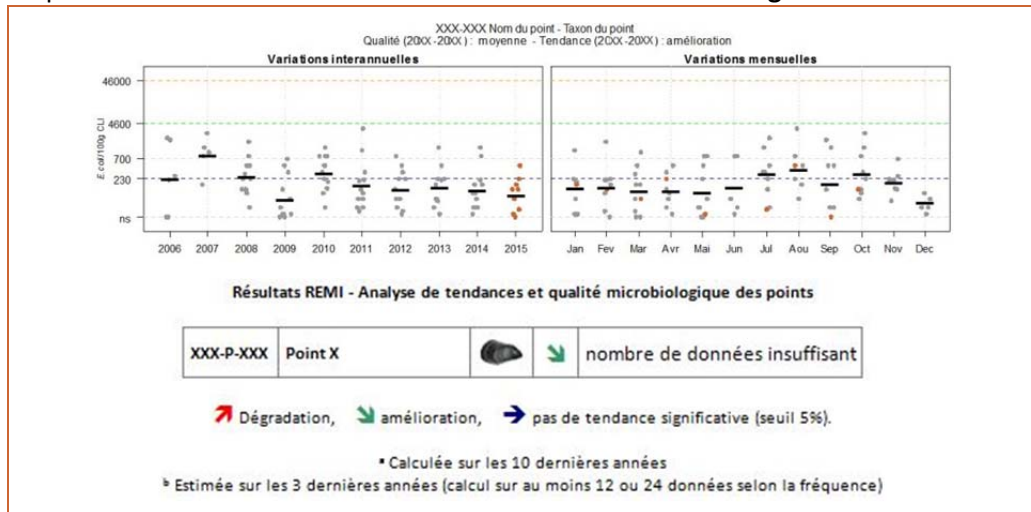 XXX-XXX Nom du point - Taxon du point
Qualité (20XX-20XX) : moyenne - Tendance (20XX-20XX) : amélioration
Variations interannuelles
Variations mensuelles
E.coli/100g CLI
46000
4600
700
230
ns
2006 2007 2008 2009 2010 2011 2012 2013 2014 2015
Jan Fev Mar Avr Mai Jun Jul Aou Sep Oct Nov Dec
Résultats REMI - Analyse de tendances et qualité microbiologique des points
XXX-P-XXX Point X nombre de données insuffisant
Dégradation, amélioration, pas de tendance significative (seuil 5%).
Calculée sur les 10 dernières années
b Estimée sur les 3 dernières années (calcul sur au moins 12 ou 24 données selon la fréquence)